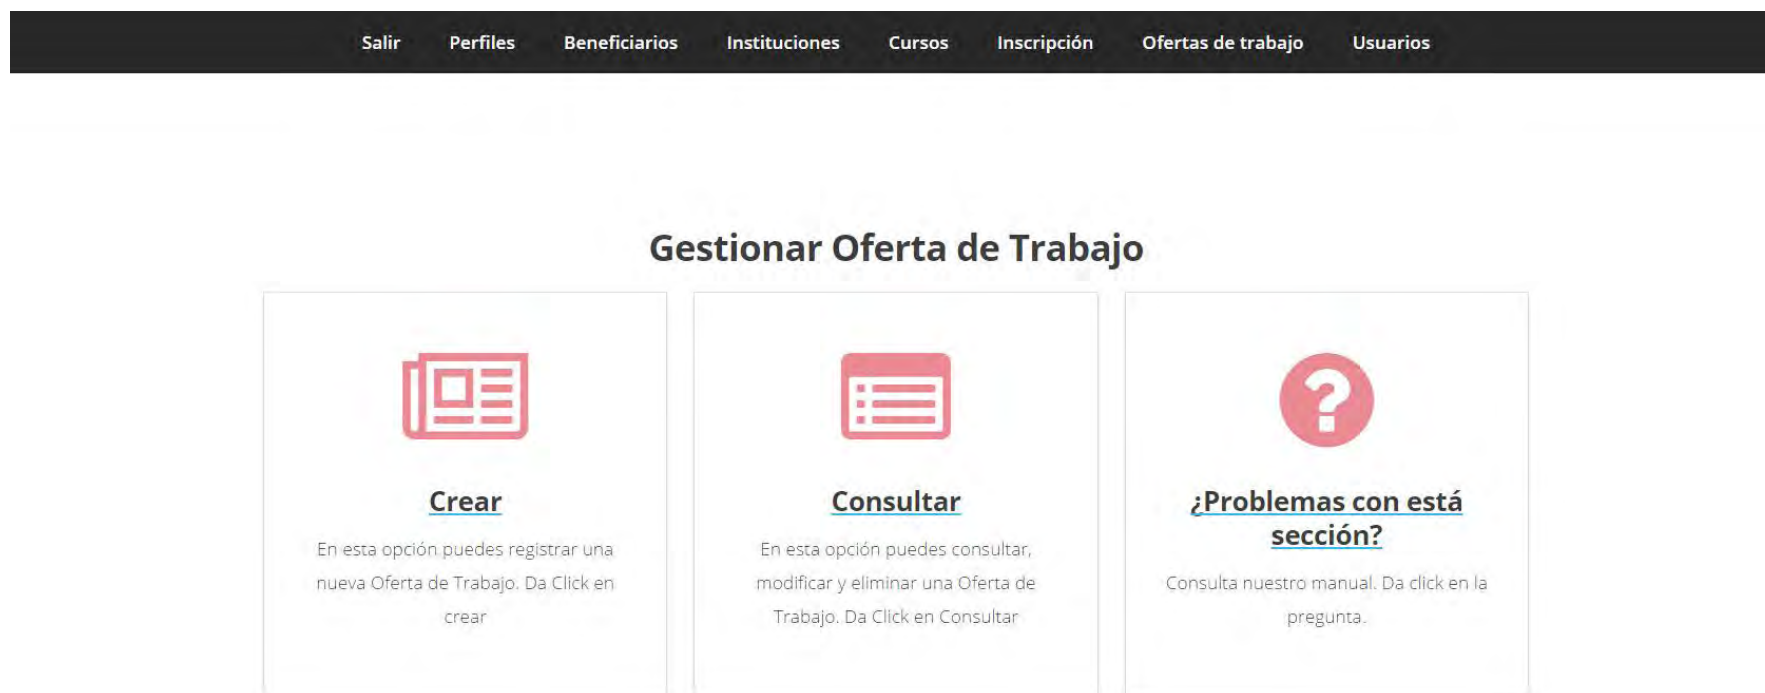 Salir Perfiles Beneficiarios Instituciones Cursos Inscripción Ofertas de trabajo Usuarios
Gestionar Oferta de Trabajo
Crear
En esta opción puedes registrar una
nueva Oferta de Trabajo. Da Click en
crear
Consultar
En esta opción puedes consultar,
modificar y eliminar una Oferta de
Trabajo. Da Click en Consultar
¿Problemas con está
sección?
Consulta nuestro manual. Da click en la
pregunta.